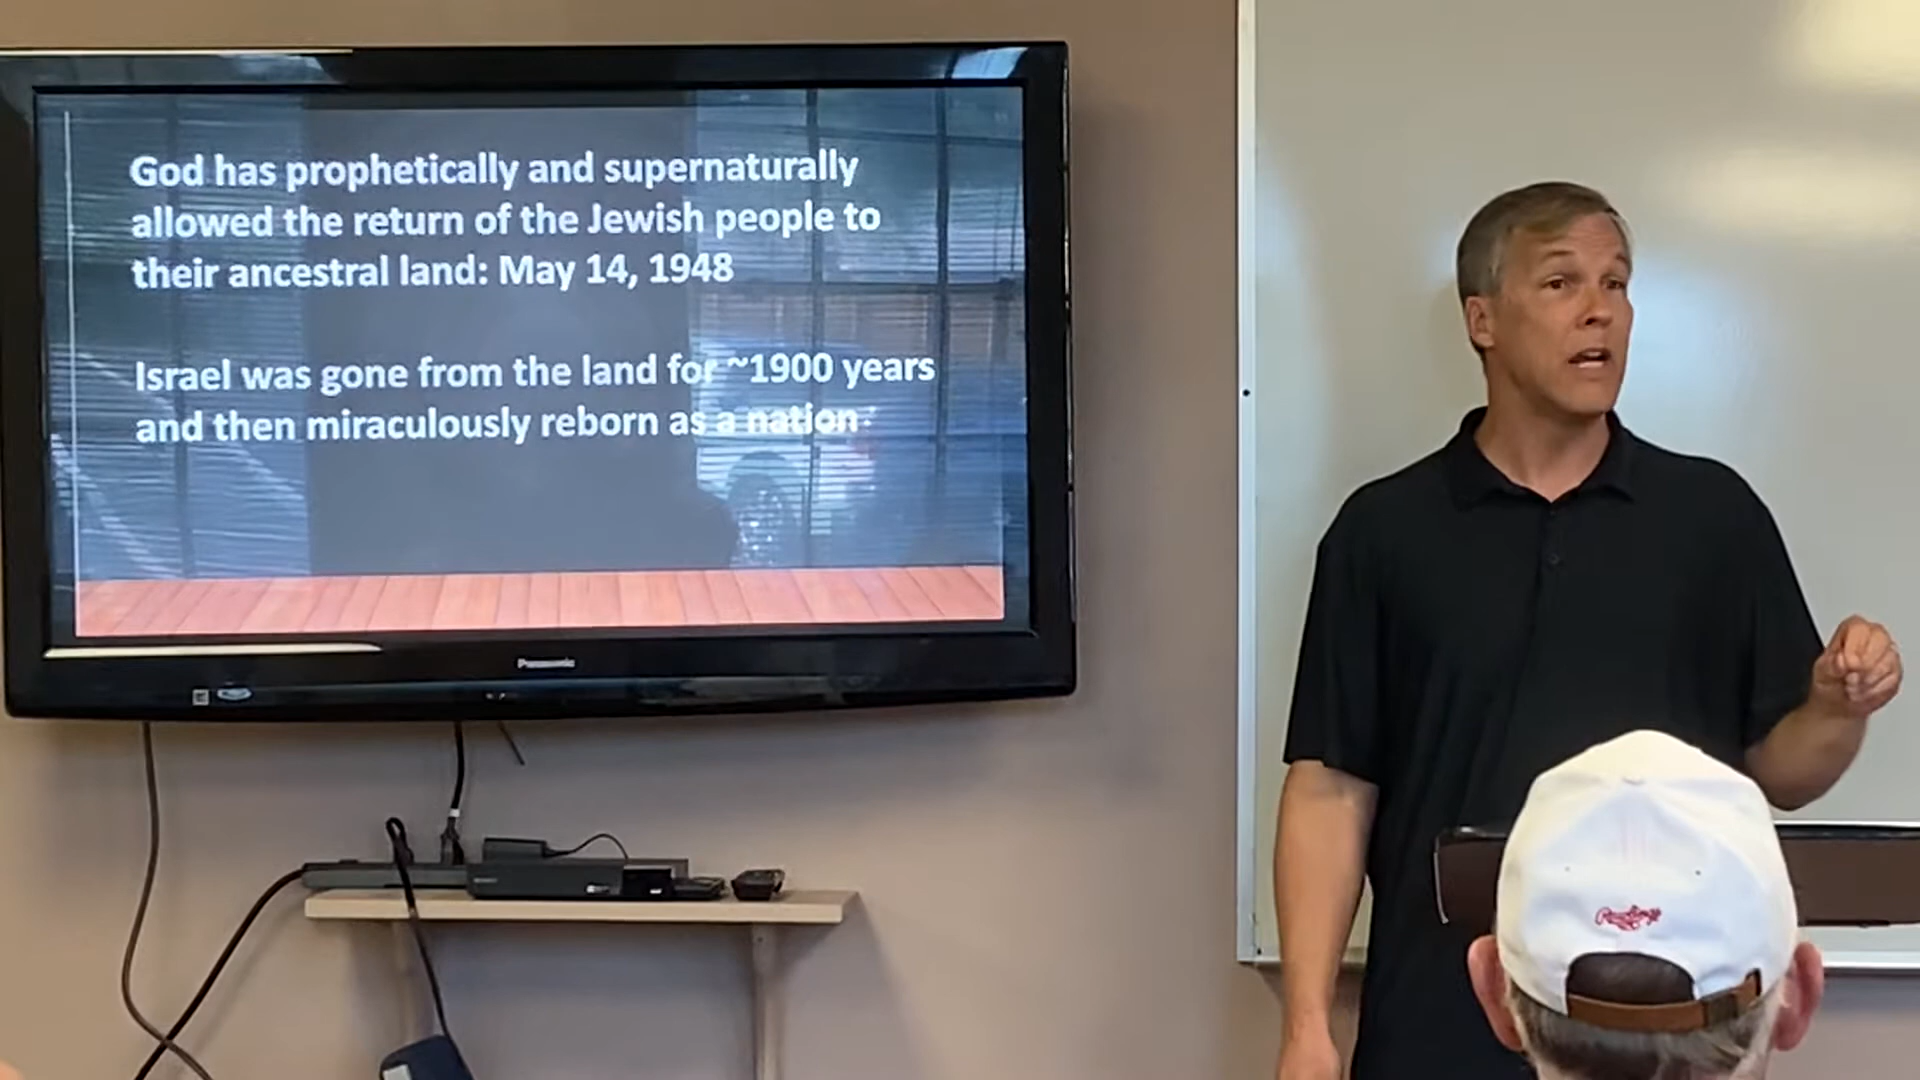 God has prophetically and supernaturally
allowed the return of the Jewish people to
their ancestral land: May 14, 1948
Israel was gone from the land for ~1900 years
and then miraculously reborn as a nation
Panasonic
Rawlings